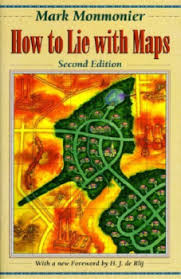 Mark Monmonier
How to Lie with Maps
Second Edition
With a new Foreword by H. J. de Blij